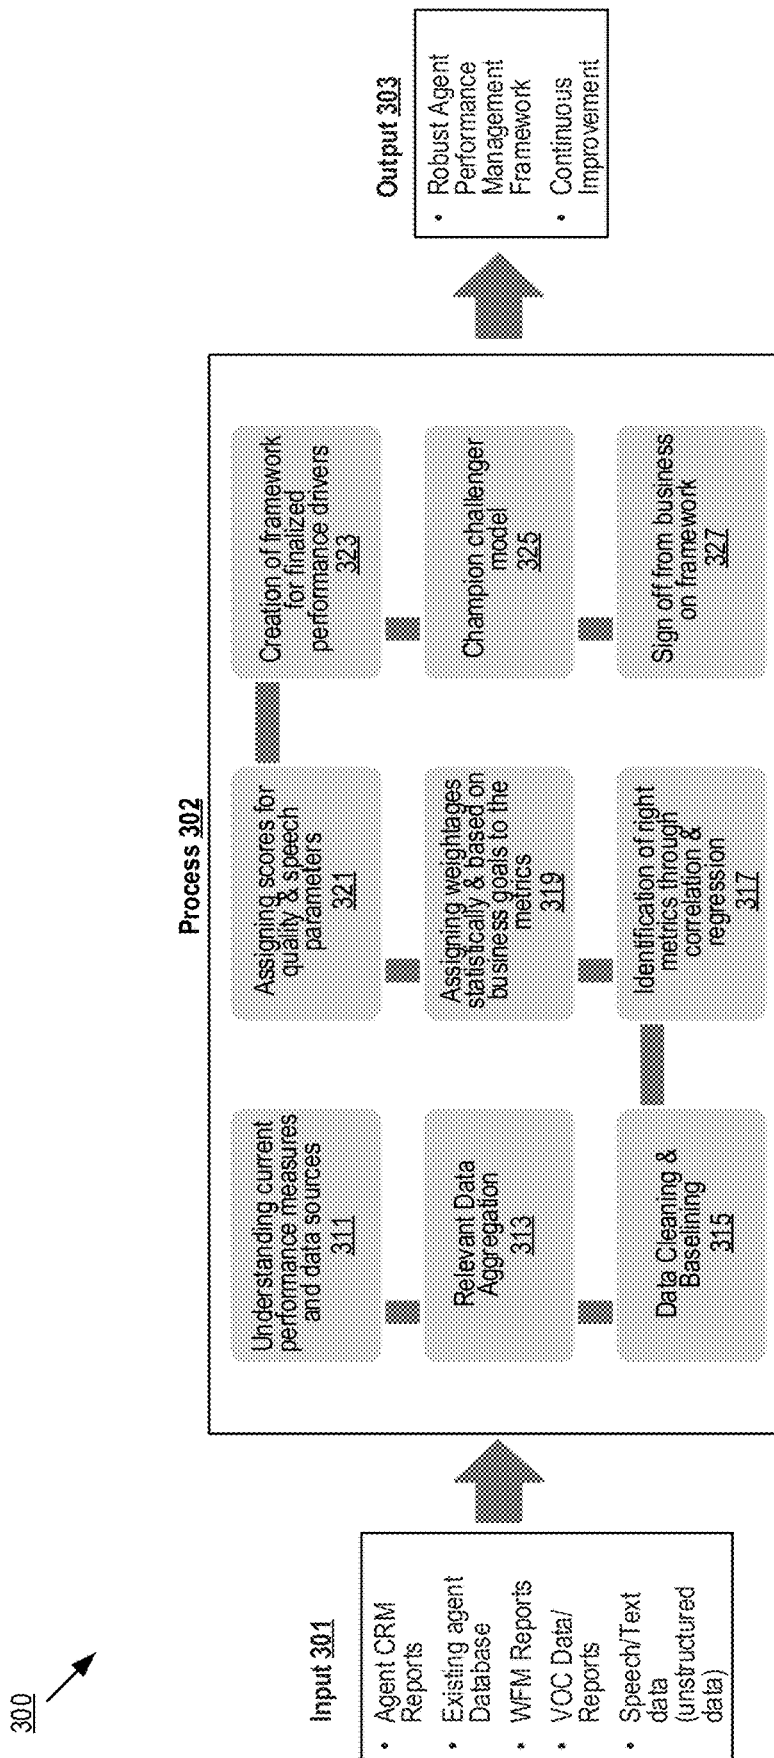 300
Input 301
• Agent CRM
Reports
• Existing agent
Database
• WFM Reports
• VOC Data/
Reports
• Speech/Text
data
(unstructured
data)
Process 302
Understanding current
performance measures
and data sources
311
Relevant Data
Aggregation
313
Data Cleaning &
Baselining
315
Identification of right
metrics through
correlation &
regression
317
Assigning weightages
statistically & based on
business goals to the
metrics
319
Assigning scores for
quality & speech
parameters
321
Creation of framework
for finalized
performance drivers
323
Champion challenger
model
325
Sign off from business
on framework
327
Output 303
• Robust Agent
Performance
Management
Framework
• Continuous
Improvement